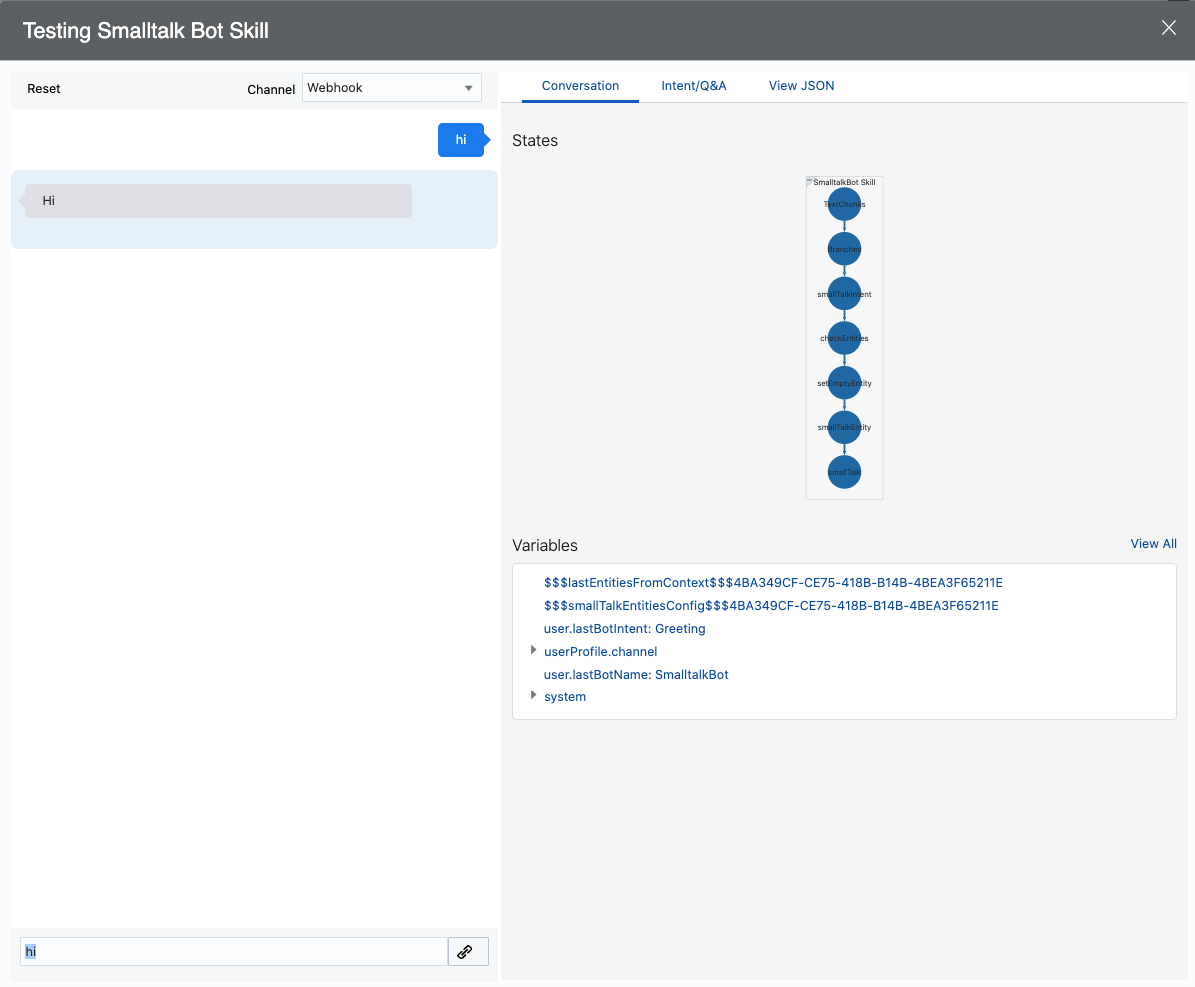 Testing Smalltalk Bot Skill
Reset
Channel
Webhook
hi
Hi
hi
Conversation
Intent/Q&A
View JSON
States
SmalltalkBot Skill
TextChunks
Branches
smallTalkIntent
checkEntities
setEmptyEntity
smallTalkEntity
smallTalk
Variables
View All
$$$lastEntitiesFromContext$$$4BA349CF-CE75-418B-B14B-4BEA3F65211E
$$$smallTalkEntitiesConfig$$$4BA349CF-CE75-418B-B14B-4BEA3F65211E
user.lastBotIntent: Greeting
userProfile.channel
user.lastBotName: SmalltalkBot
system